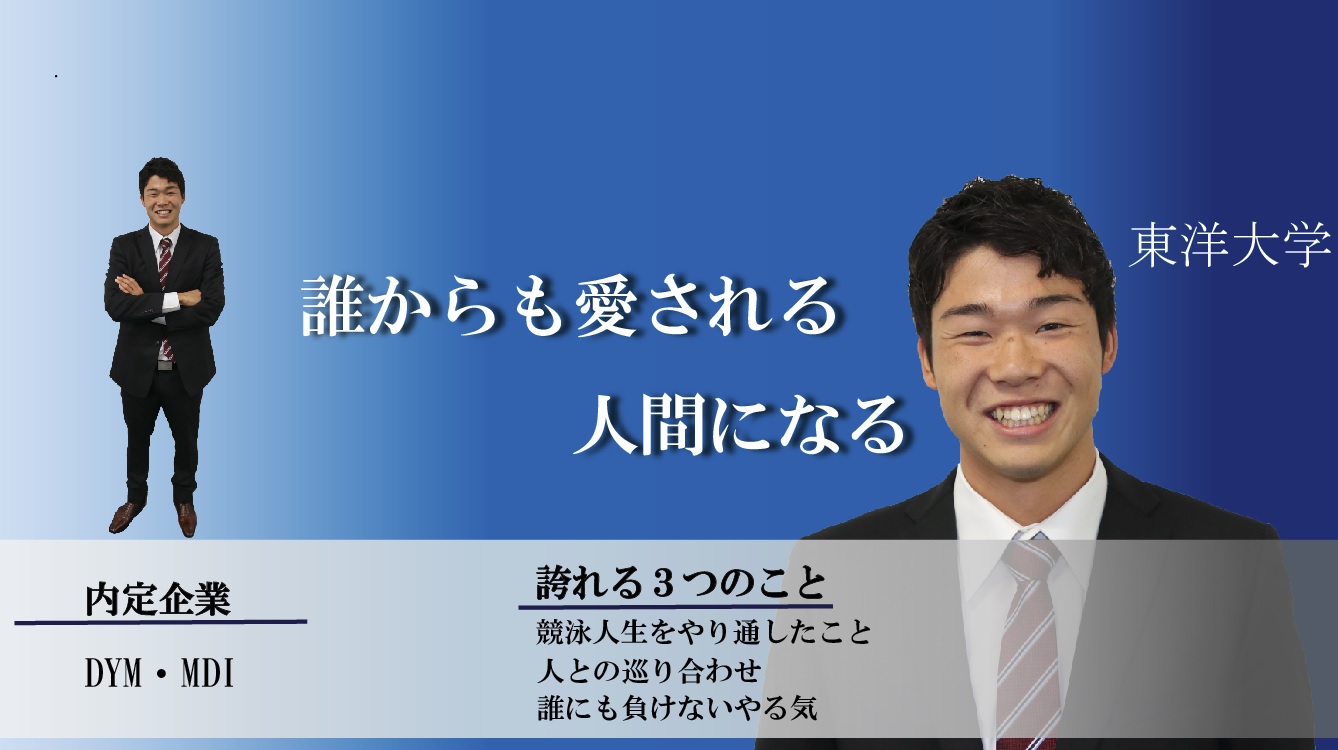 東洋大学
誰からも愛される
人間になる
内定企業
DYM・MDI
誇れる３つのこと
競泳人生をやり通したこと
人との巡り合わせ
誰にも負けないやる気